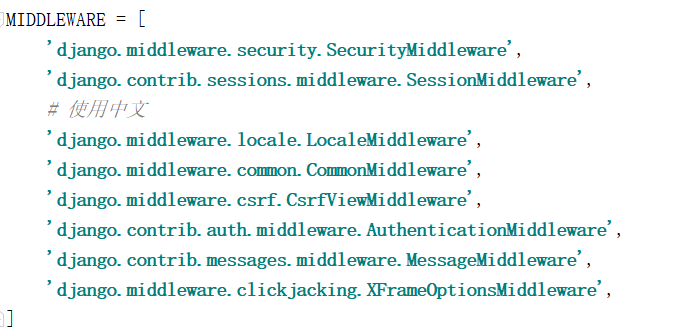 MIDDLEWARE = [
'django.middleware.security.SecurityMiddleware',
'django.contrib.sessions.middleware.SessionMiddleware',
# 使用中文
'django.middleware.locale.LocaleMiddleware',
'django.middleware.common.CommonMiddleware',
'django.middleware.csrf.CsrfViewMiddleware',
'django.contrib.auth.middleware.AuthenticationMiddleware',
'django.contrib.messages.middleware.MessageMiddleware',
'django.middleware.clickjacking.XFrameOptionsMiddleware',
]